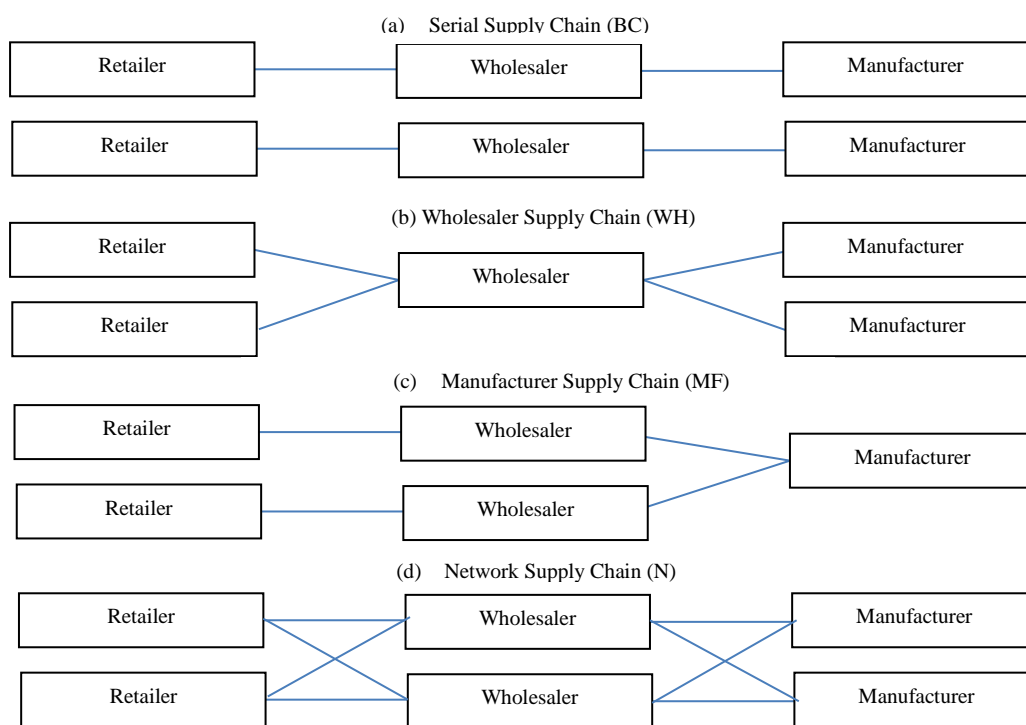 (a) Serial Supply Chain (BC)
Retailer Wholesaler Manufacturer
Retailer Wholesaler Manufacturer
(b) Wholesaler Supply Chain (WH)
Retailer Manufacturer
Wholesaler
Retailer Manufacturer
(c) Manufacturer Supply Chain (MF)
Retailer Wholesaler
Manufacturer
Retailer Wholesaler
(d) Network Supply Chain (N)
Retailer Wholesaler Manufacturer
Retailer Wholesaler Manufacturer